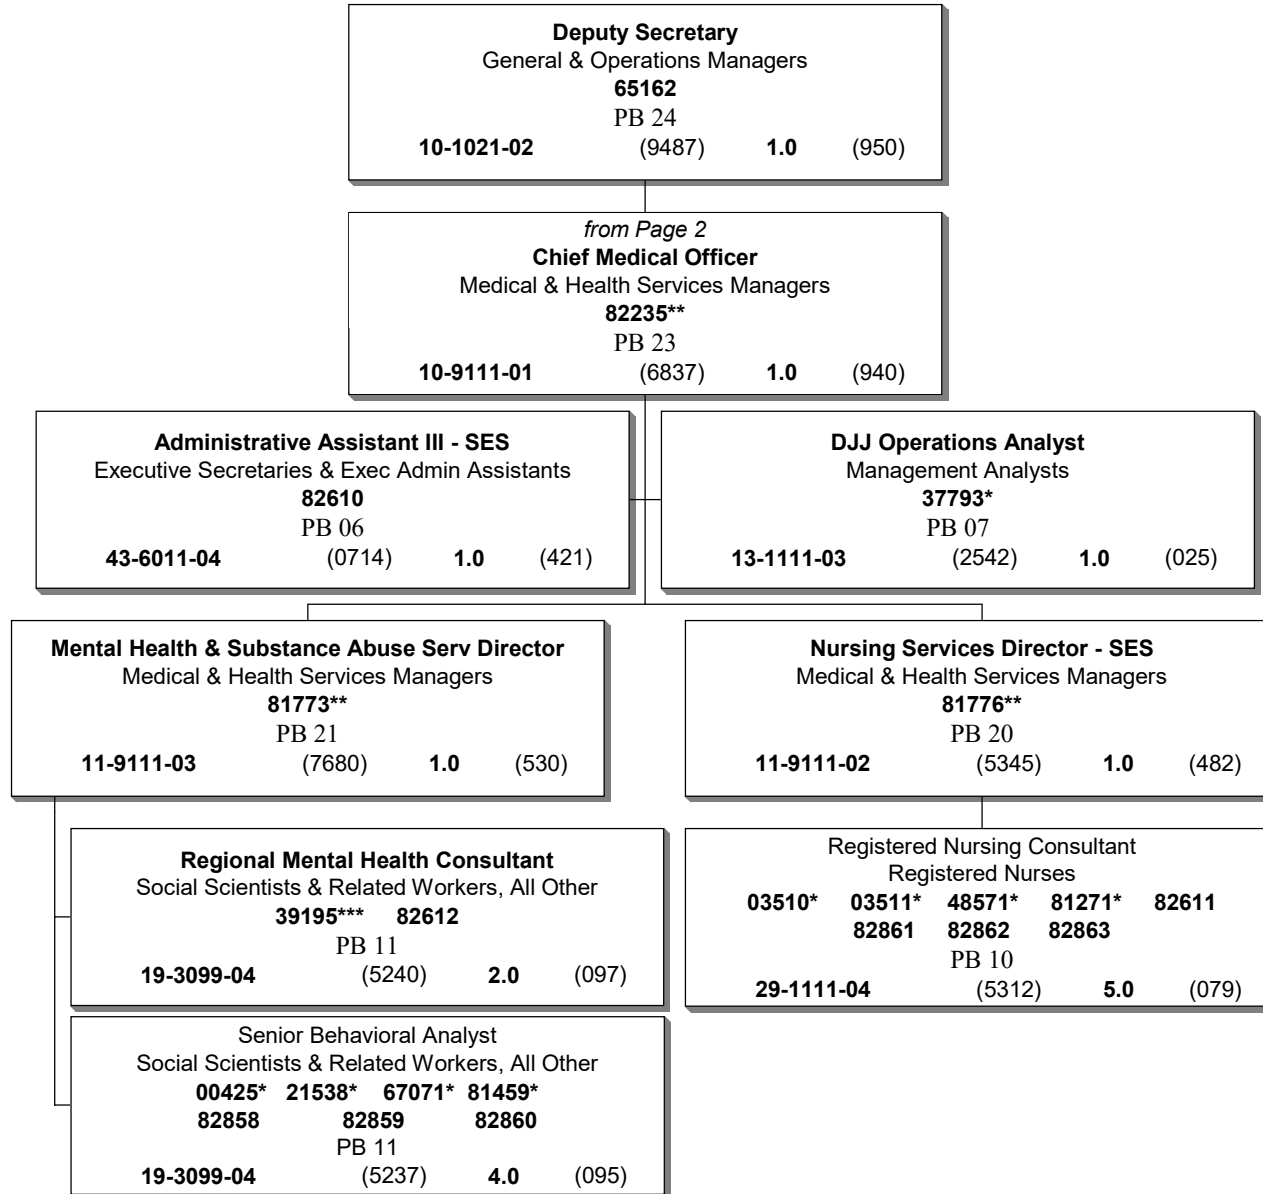 Deputy Secretary
General & Operations Managers
65162
PB 24
10-1021-02 (9487) 1.0 (950)
from Page 2
Chief Medical Officer
Medical & Health Services Managers
82235**
PB 23
10-9111-01 (6837) 1.0 (940)
Administrative Assistant III - SES
Executive Secretaries & Exec Admin Assistants
82610
PB 06
43-6011-04 (0714) 1.0 (421)
DJJ Operations Analyst
Management Analysts
37793*
PB 07
13-1111-03 (2542) 1.0 (025)
Mental Health & Substance Abuse Serv Director
Medical & Health Services Managers
81773**
PB 21
11-9111-03 (7680) 1.0 (530)
Nursing Services Director - SES
Medical & Health Services Managers
81776**
PB 20
11-9111-02 (5345) 1.0 (482)
Regional Mental Health Consultant
Social Scientists & Related Workers, All Other
39195*** 82612
PB 11
19-3099-04 (5240) 2.0 (097)
Registered Nursing Consultant
Registered Nurses
03510* 03511* 48571* 81271* 82611
82861 82862 82863
PB 10
29-1111-04 (5312) 5.0 (079)
Senior Behavioral Analyst
Social Scientists & Related Workers, All Other
00425* 21538* 67071* 81459*
82858 82859 82860
PB 11
19-3099-04 (5237) 4.0 (095)